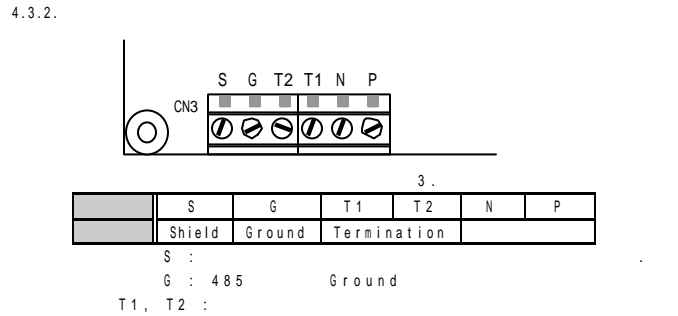 4.3.2.
S G T2 T1 N P
CN3
3.
S G T1 T2 N P
Shield Ground Termination
S : .
G : 485 Ground
T1, T2 :